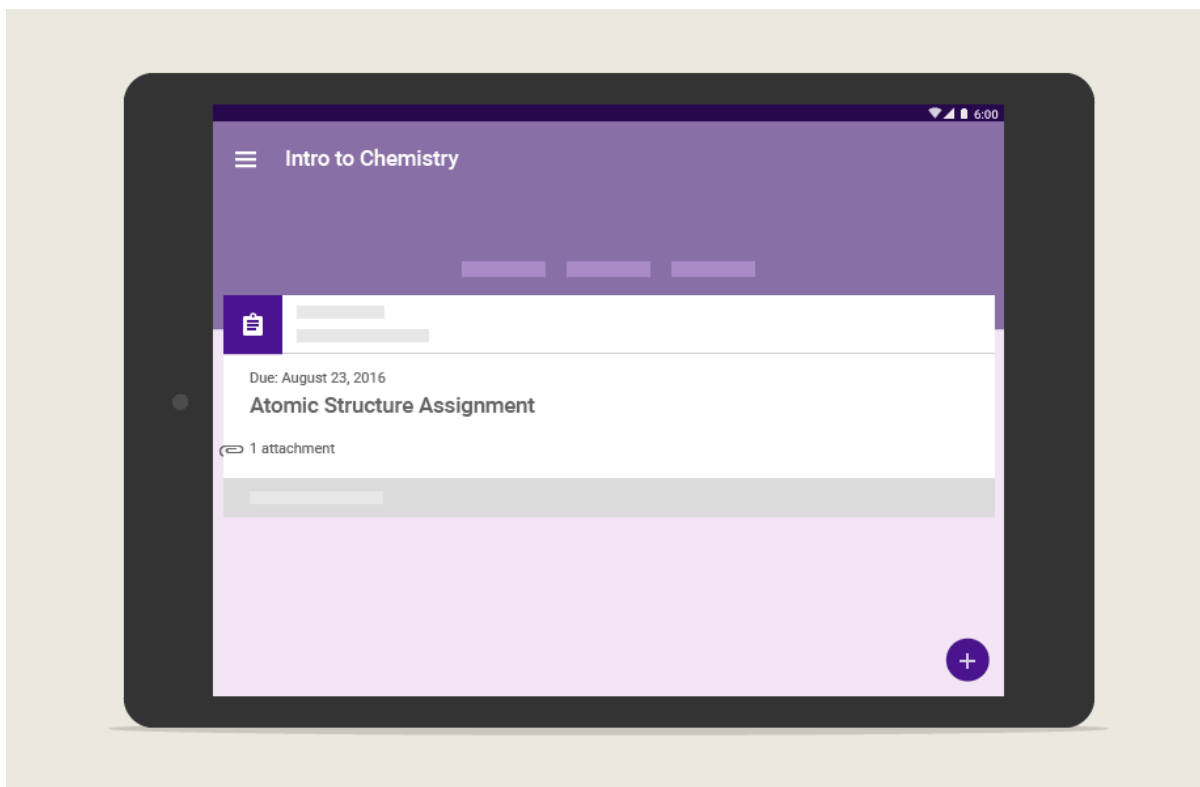 6:00
Intro to Chemistry
Due: August 23, 2016
Atomic Structure Assignment
1 attachment